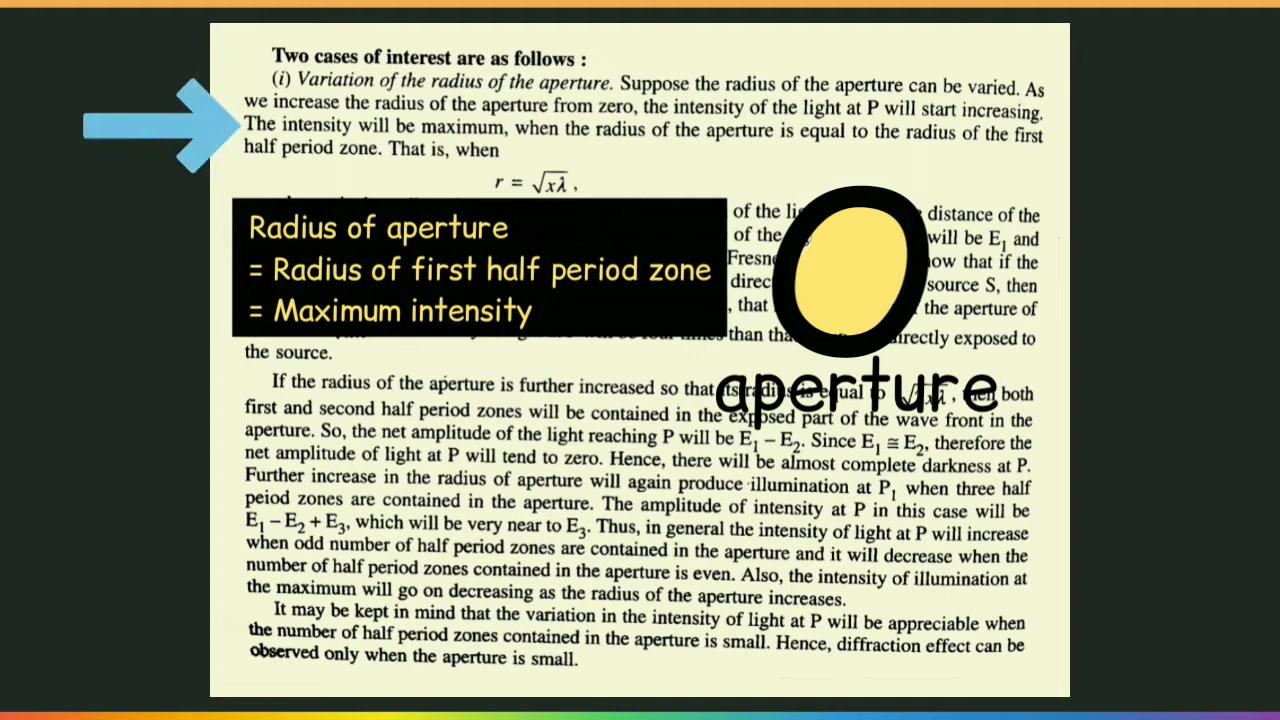 Two cases of interest are as follows :
(i) Variation of the radius of the aperture. Suppose the radius of the aperture can be varied. As
we increase the radius of the aperture from zero, the intensity of the light at P will start increasing.
The intensity will be maximum, when the radius of the aperture is equal to the radius of the first
half period zone. That is, when
r = √xλ ,
of the distance of the
of the will be E₁ and
that if the
source S, then
, that the aperture of
than directly exposed to
Radius of aperture
= Radius of first half period zone
= Maximum intensity
aperture
the source.
If the radius of the aperture is further increased so that its radius is equal to , then both
first and second half period zones will be contained in the exposed part of the wave front in the
aperture. So, the net amplitude of the light reaching P will be E₁ – E₂. Since E₁ ≅ E₂, therefore the
net amplitude of light at P will tend to zero. Hence, there will be almost complete darkness at P.
Further increase in the radius of aperture will again produce illumination at P₁ when three half
peiod zones are contained in the aperture. The amplitude of intensity at P in this case will be
E₁ – E₂ + E₃, which will be very near to E₃. Thus, in general the intensity of light at P will increase
when odd number of half period zones are contained in the aperture and it will decrease when the
number of half period zones contained in the aperture is even. Also, the intensity of illumination at
the maximum will go on decreasing as the radius of the aperture increases.
It may be kept in mind that the variation in the intensity of light at P will be appreciable when
the number of half period zones contained in the aperture is small. Hence, diffraction effect can be
observed only when the aperture is small.